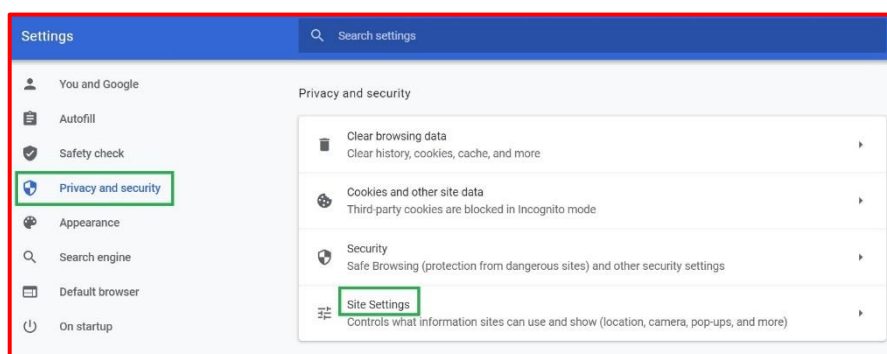 Settings
Search settings
You and Google
Autofill
Safety check
Privacy and security
Appearance
Search engine
Default browser
On startup
Privacy and security
Clear browsing data
Clear history, cookies, cache, and more
Cookies and other site data
Third-party cookies are blocked in Incognito mode
Security
Safe Browsing (protection from dangerous sites) and other security settings
Site Settings
Controls what information sites can use and show (location, camera, pop-ups, and more)